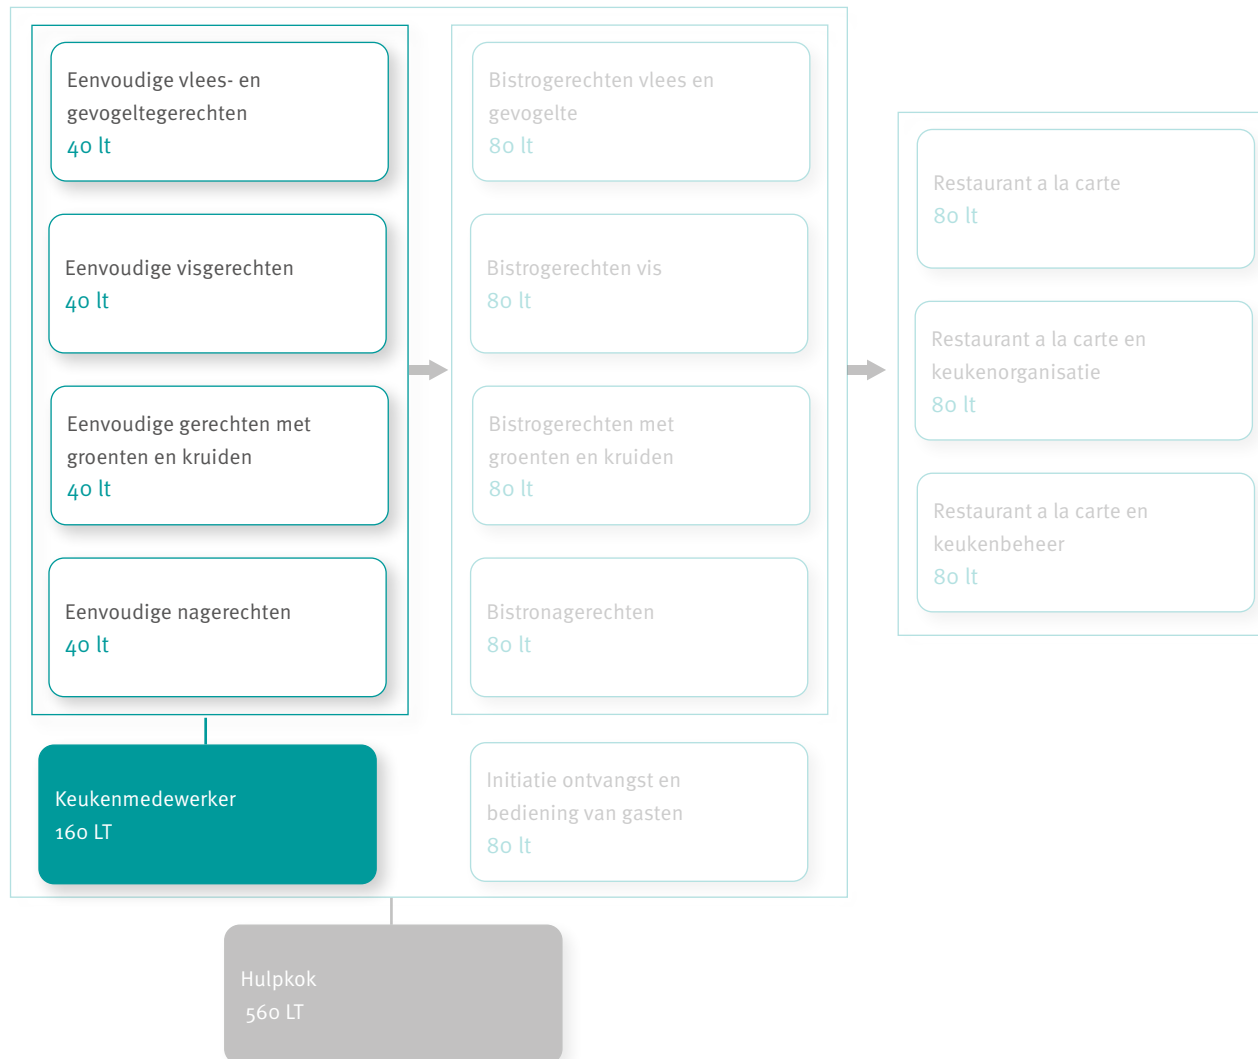 Eenvoudige vlees- en
gevogeltegerechten
40 lt
Eenvoudige visgerechten
40 lt
Eenvoudige gerechten met
groenten en kruiden
40 lt
Eenvoudige nagerechten
40 lt
Keukenmedewerker
160 LT
Bistrogerechten vlees en
gevogelte
80 lt
Bistrogerechten vis
80 lt
Bistrogerechten met
groenten en kruiden
80 lt
Bistronagerechten
80 lt
Initiatie ontvangst en
bediening van gasten
80 lt
Restaurant a la carte
80 lt
Restaurant a la carte en
keukenorganisatie
80 lt
Restaurant a la carte en
keukenbeheer
80 lt
Hulpkok
560 LT